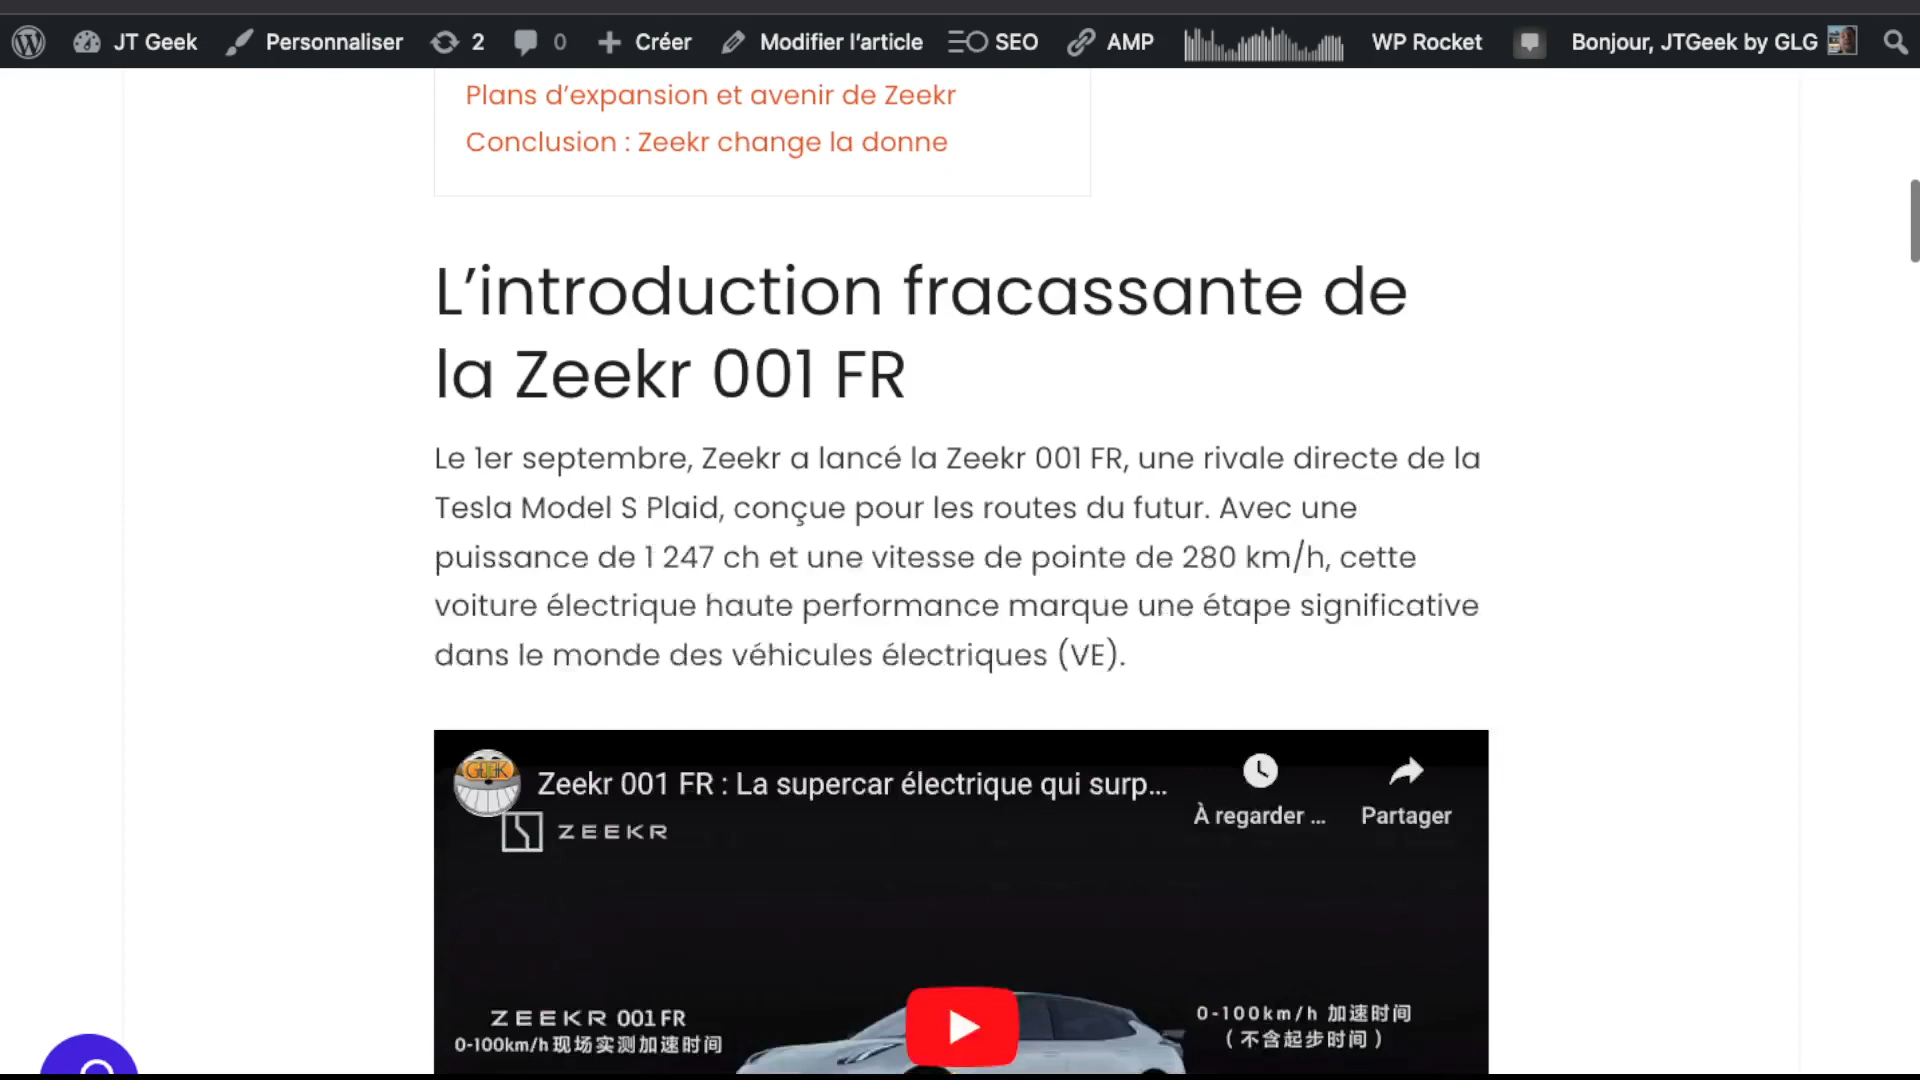 JT Geek Personnaliser 2 0 Créer Modifier l'article SEO AMP WP Rocket Bonjour, JTGeek by GLG
Plans d’expansion et avenir de Zeekr
Conclusion : Zeekr change la donne
L’introduction fracassante de
la Zeekr 001 FR
Le 1er septembre, Zeekr a lancé la Zeekr 001 FR, une rivale directe de la
Tesla Model S Plaid, conçue pour les routes du futur. Avec une
puissance de 1 247 ch et une vitesse de pointe de 280 km/h, cette
voiture électrique haute performance marque une étape significative
dans le monde des véhicules électriques (VE).
GEEK
Zeekr 001 FR : La supercar électrique qui surp...
À regarder ...
Partager
ZEEKR
ZEEKR 001 FR
0-100km/h现场实测加速时间
0-100km/h 加速时间
（不含起步时间）